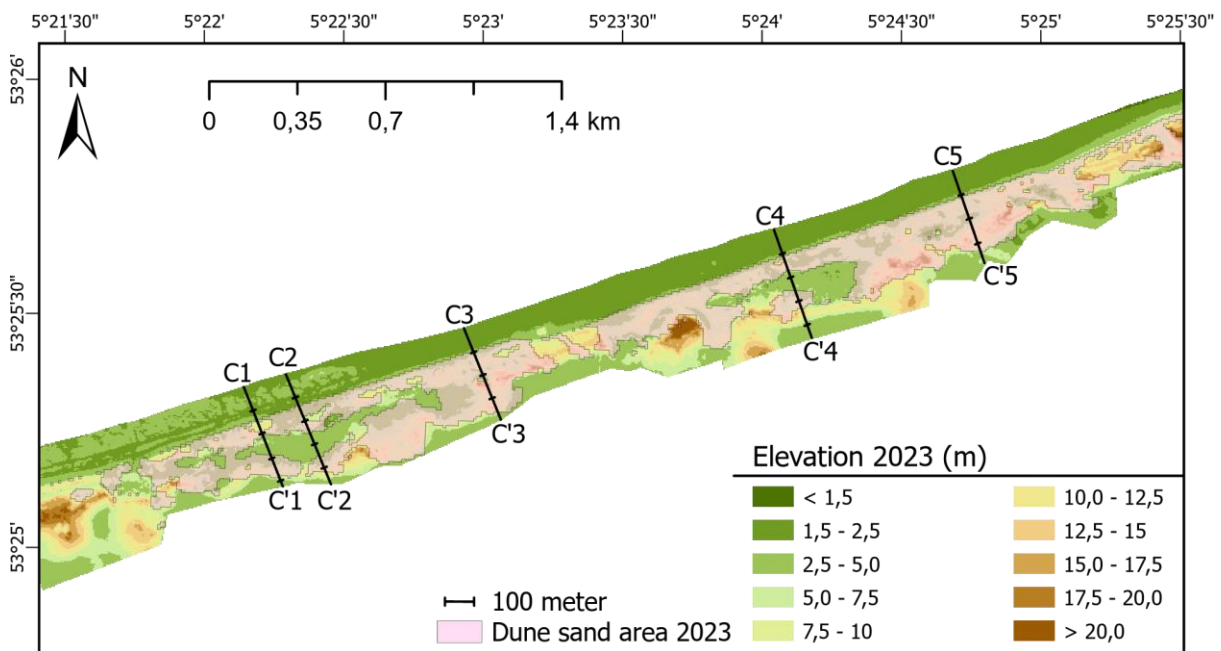 5°21'30" 5°22' 5°22'30" 5°23' 5°23'30" 5°24' 5°24'30" 5°25' 5°25'30"
53°26'
N
0 0,35 0,7 1,4 km
C5
C4
C'5
53°25'30"
C3
C'4
C2
C1
C'3
Elevation 2023 (m)
C'1 C'2
< 1,5 10,0 - 12,5
1,5 - 2,5 12,5 - 15
53°25'
2,5 - 5,0 15,0 - 17,5
100 meter 5,0 - 7,5 17,5 - 20,0
Dune sand area 2023 7,5 - 10 > 20,0